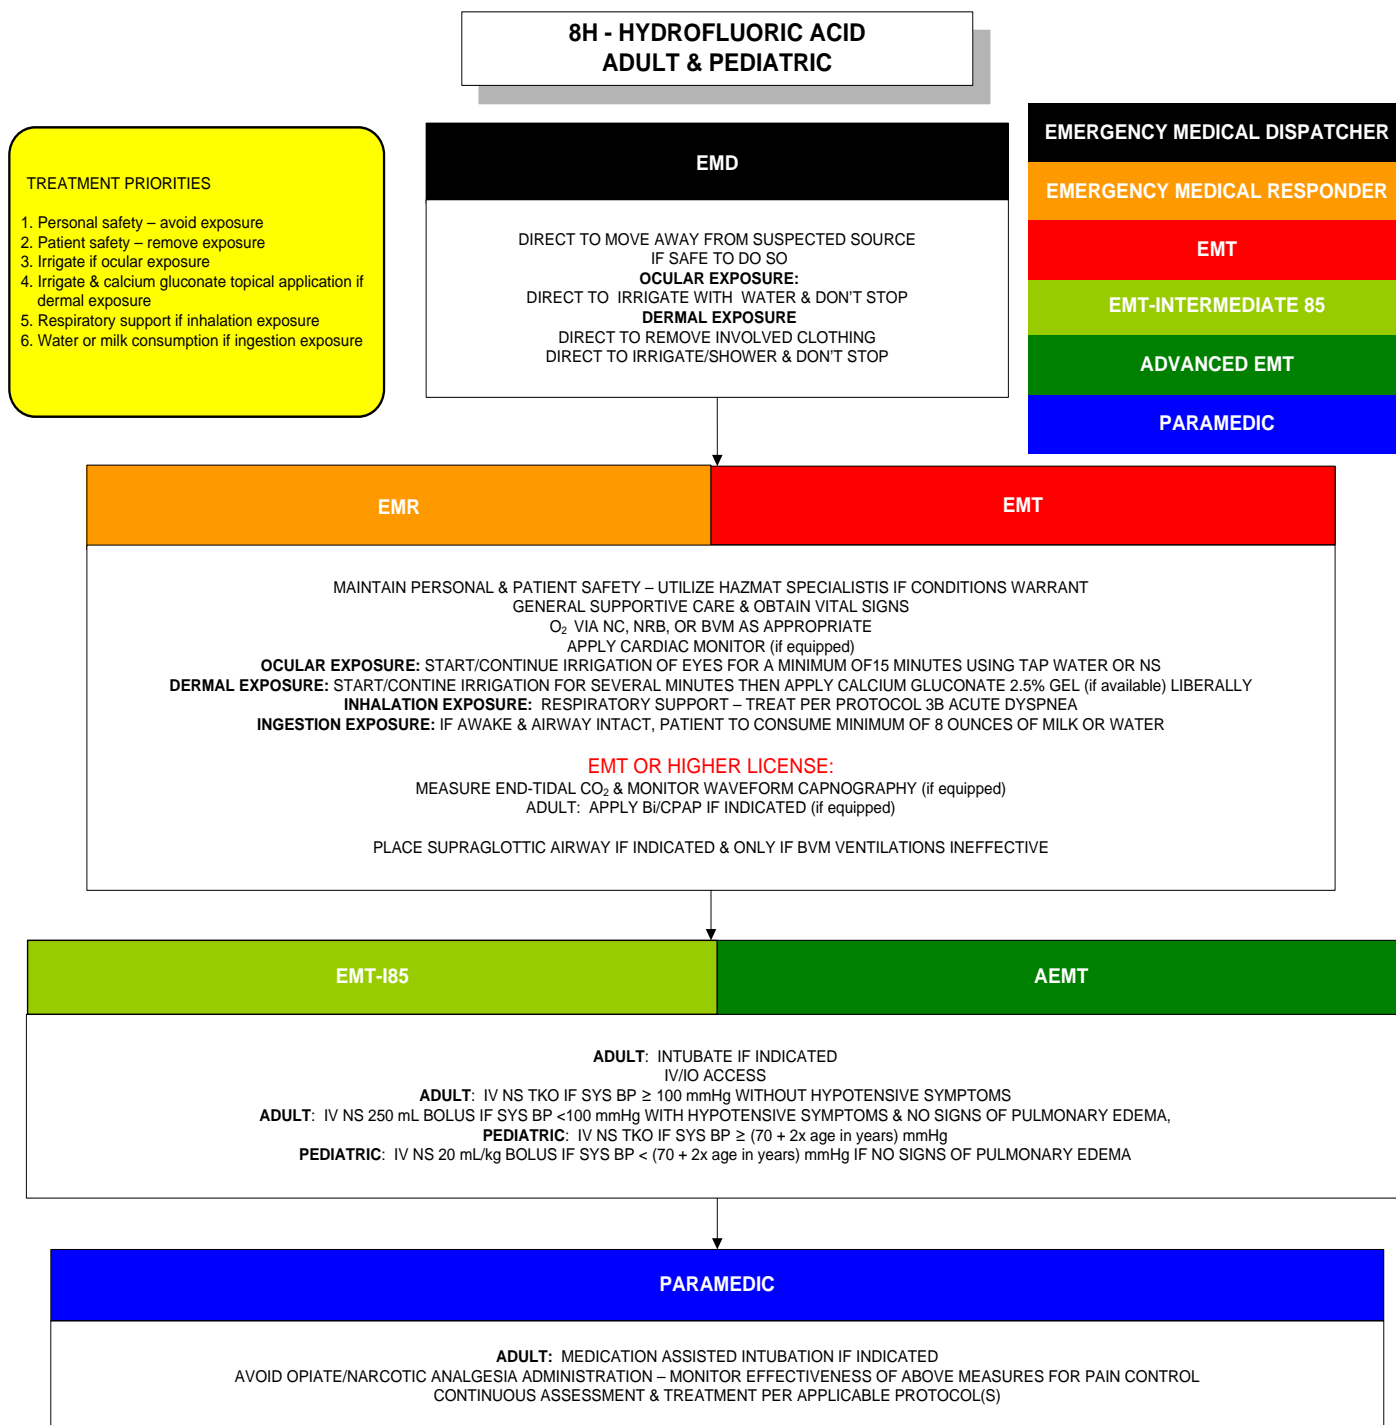 8H - HYDROFLUORIC ACID
ADULT & PEDIATRIC
TREATMENT PRIORITIES
1. Personal safety – avoid exposure
2. Patient safety – remove exposure
3. Irrigate if ocular exposure
4. Irrigate & calcium gluconate topical application if
dermal exposure
5. Respiratory support if inhalation exposure
6. Water or milk consumption if ingestion exposure
EMD
DIRECT TO MOVE AWAY FROM SUSPECTED SOURCE
IF SAFE TO DO SO
OCULAR EXPOSURE:
DIRECT TO IRRIGATE WITH WATER & DON'T STOP
DERMAL EXPOSURE
DIRECT TO REMOVE INVOLVED CLOTHING
DIRECT TO IRRIGATE/SHOWER & DON'T STOP
EMERGENCY MEDICAL DISPATCHER
EMERGENCY MEDICAL RESPONDER
EMT
EMT-INTERMEDIATE 85
ADVANCED EMT
PARAMEDIC
EMR
EMT
MAINTAIN PERSONAL & PATIENT SAFETY – UTILIZE HAZMAT SPECIALISTIS IF CONDITIONS WARRANT
GENERAL SUPPORTIVE CARE & OBTAIN VITAL SIGNS
O₂ VIA NC, NRB, OR BVM AS APPROPRIATE
APPLY CARDIAC MONITOR (if equipped)
OCULAR EXPOSURE: START/CONTINUE IRRIGATION OF EYES FOR A MINIMUM OF15 MINUTES USING TAP WATER OR NS
DERMAL EXPOSURE: START/CONTINE IRRIGATION FOR SEVERAL MINUTES THEN APPLY CALCIUM GLUCONATE 2.5% GEL (if available) LIBERALLY
INHALATION EXPOSURE: RESPIRATORY SUPPORT – TREAT PER PROTOCOL 3B ACUTE DYSPNEA
INGESTION EXPOSURE: IF AWAKE & AIRWAY INTACT, PATIENT TO CONSUME MINIMUM OF 8 OUNCES OF MILK OR WATER
EMT OR HIGHER LICENSE:
MEASURE END-TIDAL CO₂ & MONITOR WAVEFORM CAPNOGRAPHY (if equipped)
ADULT: APPLY Bi/CPAP IF INDICATED (if equipped)
PLACE SUPRAGLOTTIC AIRWAY IF INDICATED & ONLY IF BVM VENTILATIONS INEFFECTIVE
EMT-I85
AEMT
ADULT: INTUBATE IF INDICATED
IV/IO ACCESS
ADULT: IV NS TKO IF SYS BP ≥ 100 mmHg WITHOUT HYPOTENSIVE SYMPTOMS
ADULT: IV NS 250 mL BOLUS IF SYS BP <100 mmHg WITH HYPOTENSIVE SYMPTOMS & NO SIGNS OF PULMONARY EDEMA,
PEDIATRIC: IV NS TKO IF SYS BP ≥ (70 + 2x age in years) mmHg
PEDIATRIC: IV NS 20 mL/kg BOLUS IF SYS BP < (70 + 2x age in years) mmHg IF NO SIGNS OF PULMONARY EDEMA
PARAMEDIC
ADULT: MEDICATION ASSISTED INTUBATION IF INDICATED
AVOID OPIATE/NARCOTIC ANALGESIA ADMINISTRATION – MONITOR EFFECTIVENESS OF ABOVE MEASURES FOR PAIN CONTROL
CONTINUOUS ASSESSMENT & TREATMENT PER APPLICABLE PROTOCOL(S)